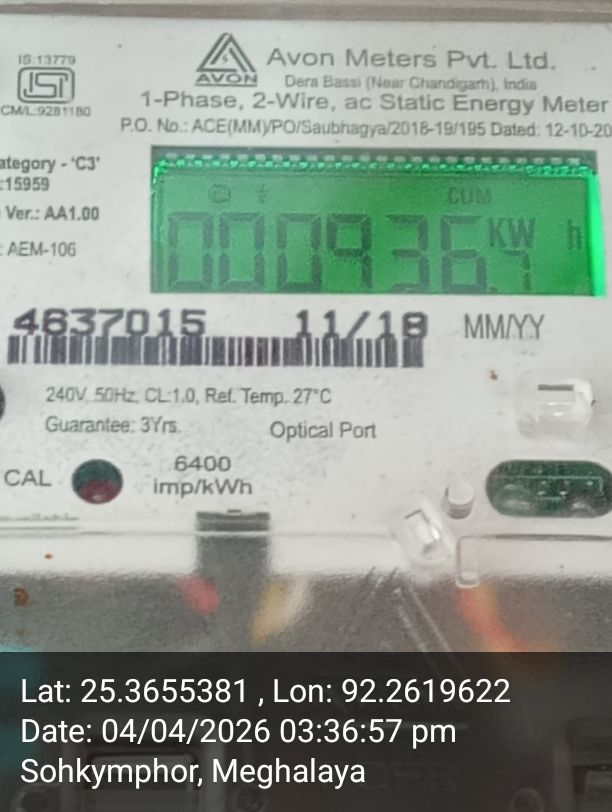 IS:13779
ISI
CM/L:9281180
AVON
Avon Meters Pvt. Ltd.
Dera Bassi (Near Chandigarh), India
1-Phase, 2-Wire, ac Static Energy Meter
P.O. No.: ACE(MM)/PO/Saubhagya/2018-19/195 Dated: 12-10-20
ategory - 'C3'
:15959
Ver.: AA1.00
: AEM-106
CUM
000936.7 KW h
4637015 11/18 MM/YY
240V, 50Hz, CL:1.0, Ref. Temp. 27°C
Guarantee: 3Yrs.
Optical Port
CAL
6400
imp/kWh
Lat: 25.3655381 , Lon: 92.2619622
Date: 04/04/2026 03:36:57 pm
Sohkymphor, Meghalaya